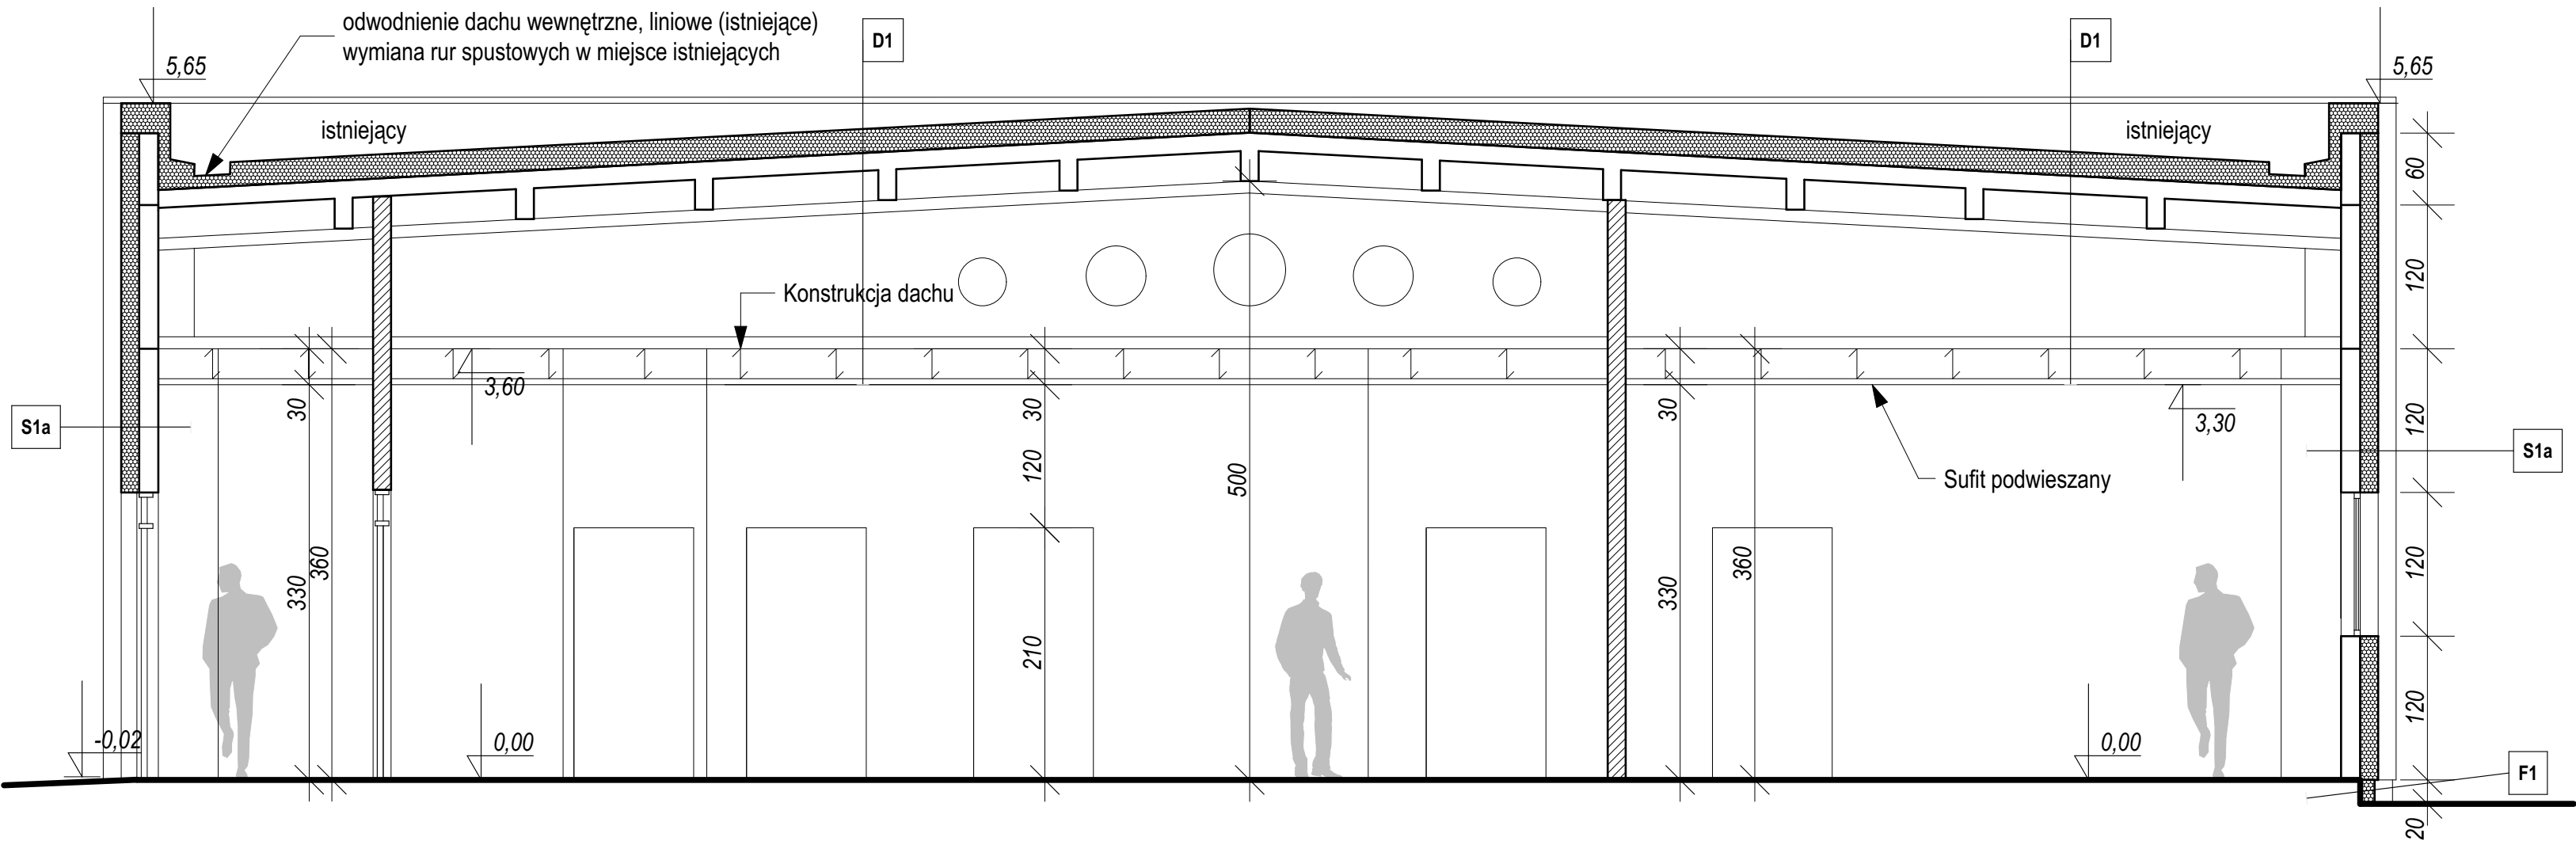 odwodnienie dachu wewnętrzne, liniowe (istniejące)
wymiana rur spustowych w miejsce istniejących
D1
D1
5,65
5,65
istniejący
istniejący
60
120
Konstrukcja dachu
3,60
30
30
30
3,30
120
S1a
S1a
120
500
Sufit podwieszany
330
360
330
360
120
210
120
-0,02
0,00
0,00
F1
20